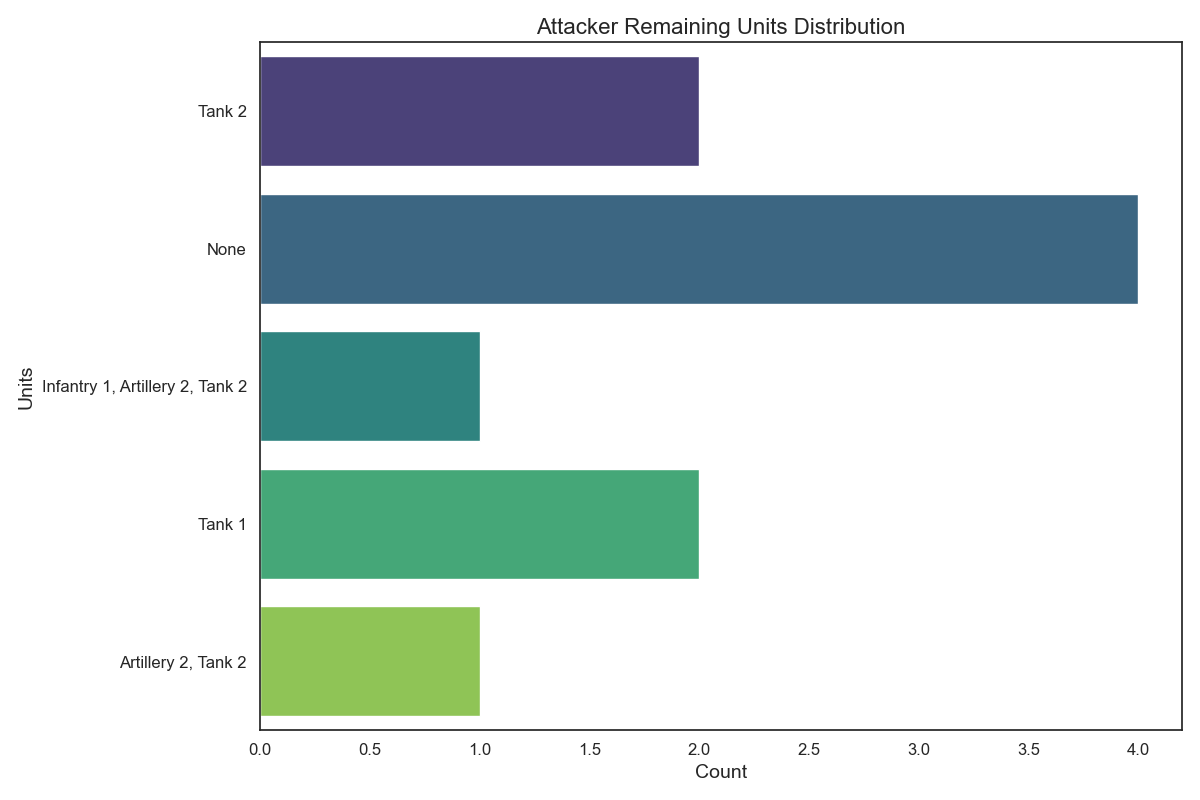 Attacker Remaining Units Distribution
Units
Tank 2
None
Infantry 1, Artillery 2, Tank 2
Tank 1
Artillery 2, Tank 2
0.0 0.5 1.0 1.5 2.0 2.5 3.0 3.5 4.0
Count